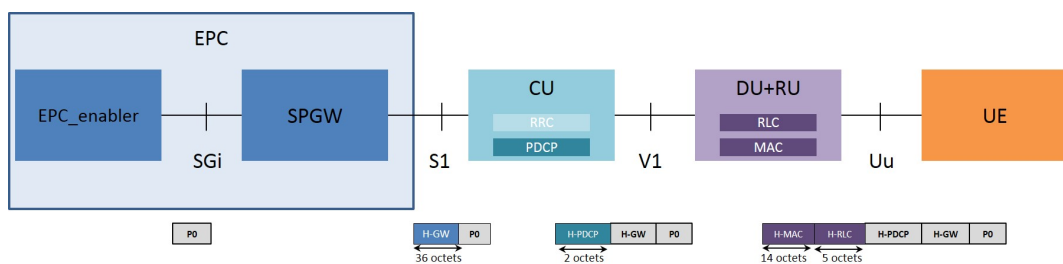 EPC
EPC_enabler
SPGW
CU
RRC
PDCP
DU+RU
RLC
MAC
UE
SGi
S1
V1
Uu
P0
H-GW P0
36 octets
H-PDCP H-GW P0
2 octets
H-MAC H-RLC H-PDCP H-GW P0
14 octets 5 octets